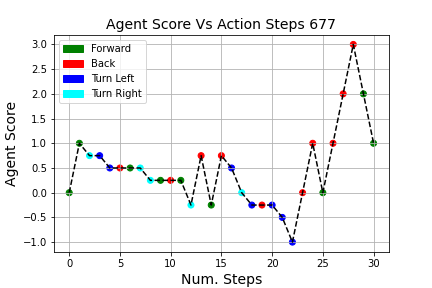 Agent Score Vs Action Steps 677
Agent Score
3.0
2.5
2.0
1.5
1.0
0.5
0.0
−0.5
−1.0
Forward
Back
Turn Left
Turn Right
0 5 10 15 20 25 30
Num. Steps